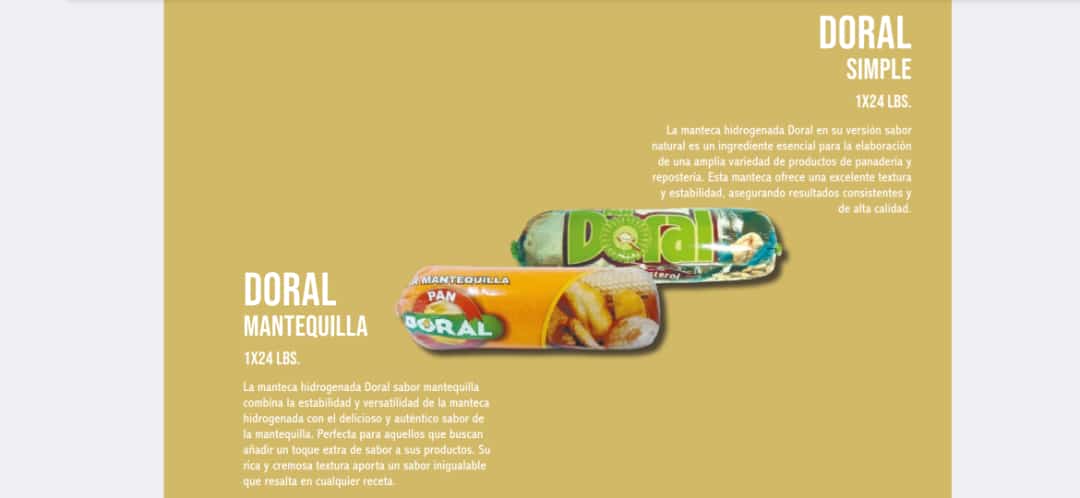 DORAL
SIMPLE
1X24 LBS.
La manteca hidrogenada Doral en su versión sabor
natural es un ingrediente esencial para la elaboración
de una amplia variedad de productos de panadería y
repostería. Esta manteca ofrece una excelente textura
y estabilidad, asegurando resultados consistentes y
de alta calidad.
Doral
MANTEQUILLA
PAN
DORAL
DORAL
MANTEQUILLA
1X24 LBS.
La manteca hidrogenada Doral sabor mantequilla
combina la estabilidad y versatilidad de la manteca
hidrogenada con el delicioso y auténtico sabor de
la mantequilla. Perfecta para aquellos que buscan
añadir un toque extra de sabor a sus productos. Su
rica y cremosa textura aporta un sabor inigualable
que resalta en cualquier receta.